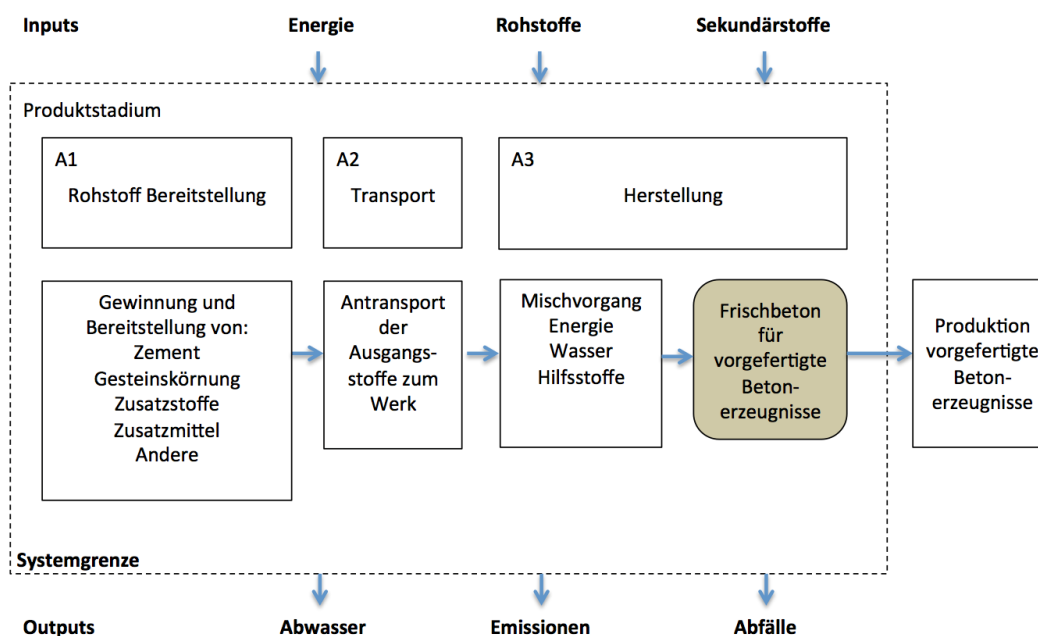 Inputs Energie Rohstoffe Sekundärstoffe
Produktstadium
A1
Rohstoff Bereitstellung
A2
Transport
A3
Herstellung
Gewinnung und
Bereitstellung von:
Zement
Gesteinskörnung
Zusatzstoffe
Zusatzmittel
Andere
Antransport
der
Ausgangs-
stoffe zum
Werk
Mischvorgang
Energie
Wasser
Hilfsstoffe
Frischbeton
für
vorgefertigte
Beton-
erzeugnisse
Produktion
vorgefertigte
Beton-
erzeugnisse
Systemgrenze
Outputs Abwasser Emissionen Abfälle